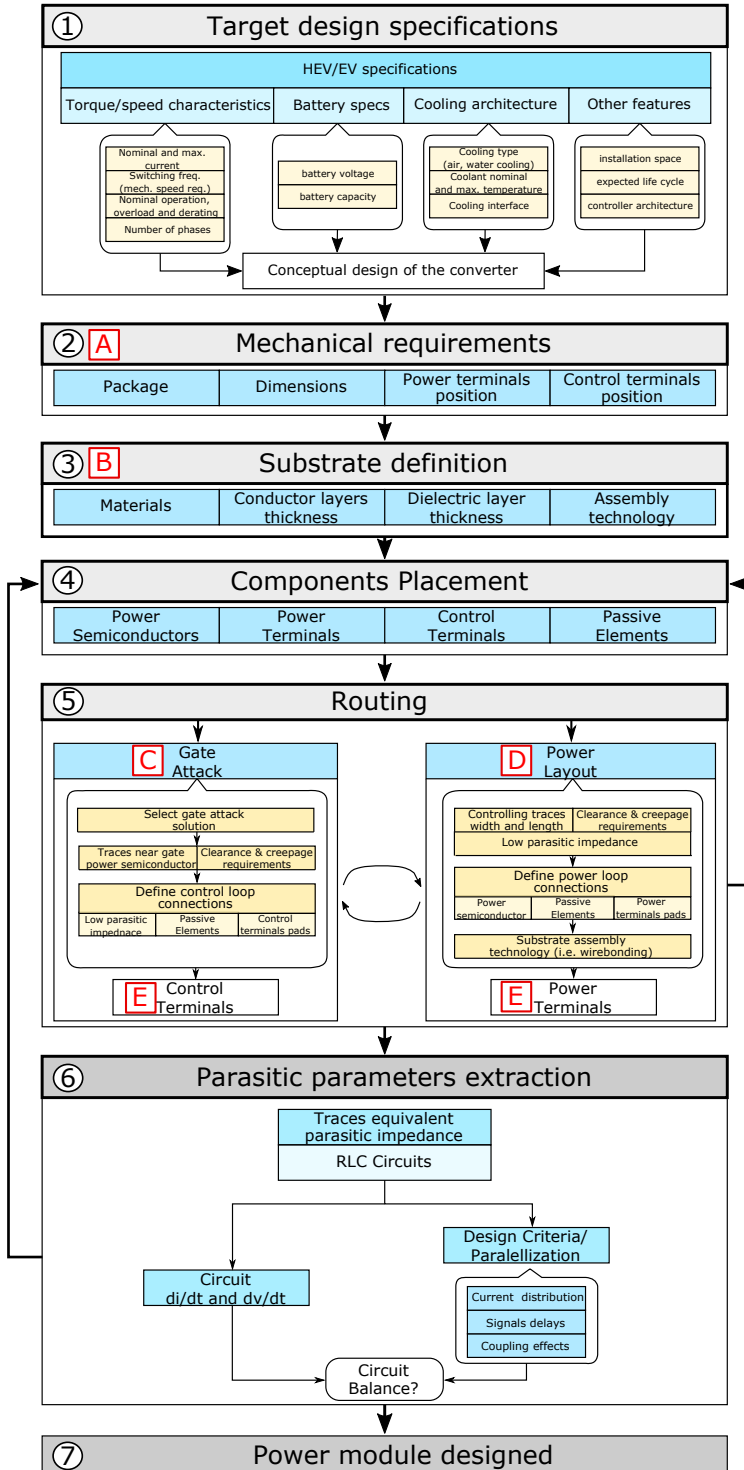 ① Target design specifications
HEV/EV specifications
Torque/speed characteristics
Battery specs
Cooling architecture
Other features
Nominal and max.
current
Switching freq.
(mech. speed req.)
Nominal operation,
overload and derating
Number of phases
battery voltage
battery capacity
Cooling type
(air, water cooling)
Coolant nominal
and max. temperature
Cooling interface
installation space
expected life cycle
controller architecture
Conceptual design of the converter
② A Mechanical requirements
Package
Dimensions
Power terminals
position
Control terminals
position
③ B Substrate definition
Materials
Conductor layers
thickness
Dielectric layer
thickness
Assembly
technology
④ Components Placement
Power
Semiconductors
Power
Terminals
Control
Terminals
Passive
Elements
⑤ Routing
C Gate
Attack
Select gate attack
solution
Traces near gate
power semiconductor
Clearance & creepage
requirements
Define control loop
connections
Low parasitic
impednace
Passive
Elements
Control
terminals pads
E Control
Terminals
D Power
Layout
Controlling traces
width and length
Clearance & creepage
requirements
Low parasitic impedance
Define power loop
connections
Power
semiconductor
Passive
Elements
Power
terminals pads
Substrate assembly
technology (i.e. wirebonding)
E Power
Terminals
⑥ Parasitic parameters extraction
Traces equivalent
parasitic impedance
RLC Circuits
Circuit
di/dt and dv/dt
Design Criteria/
Paralellization
Current distribution
Signals delays
Coupling effects
Circuit
Balance?
⑦ Power module designed